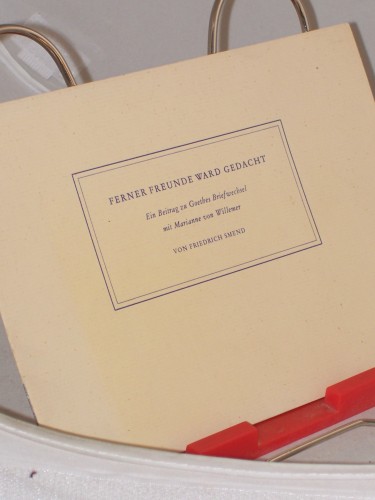 FERNER FREUNDE WARD GEDACHT
Ein Beitrag zu Goethes Briefwechsel
mit Marianne von Willemer
VON FRIEDRICH SMEND